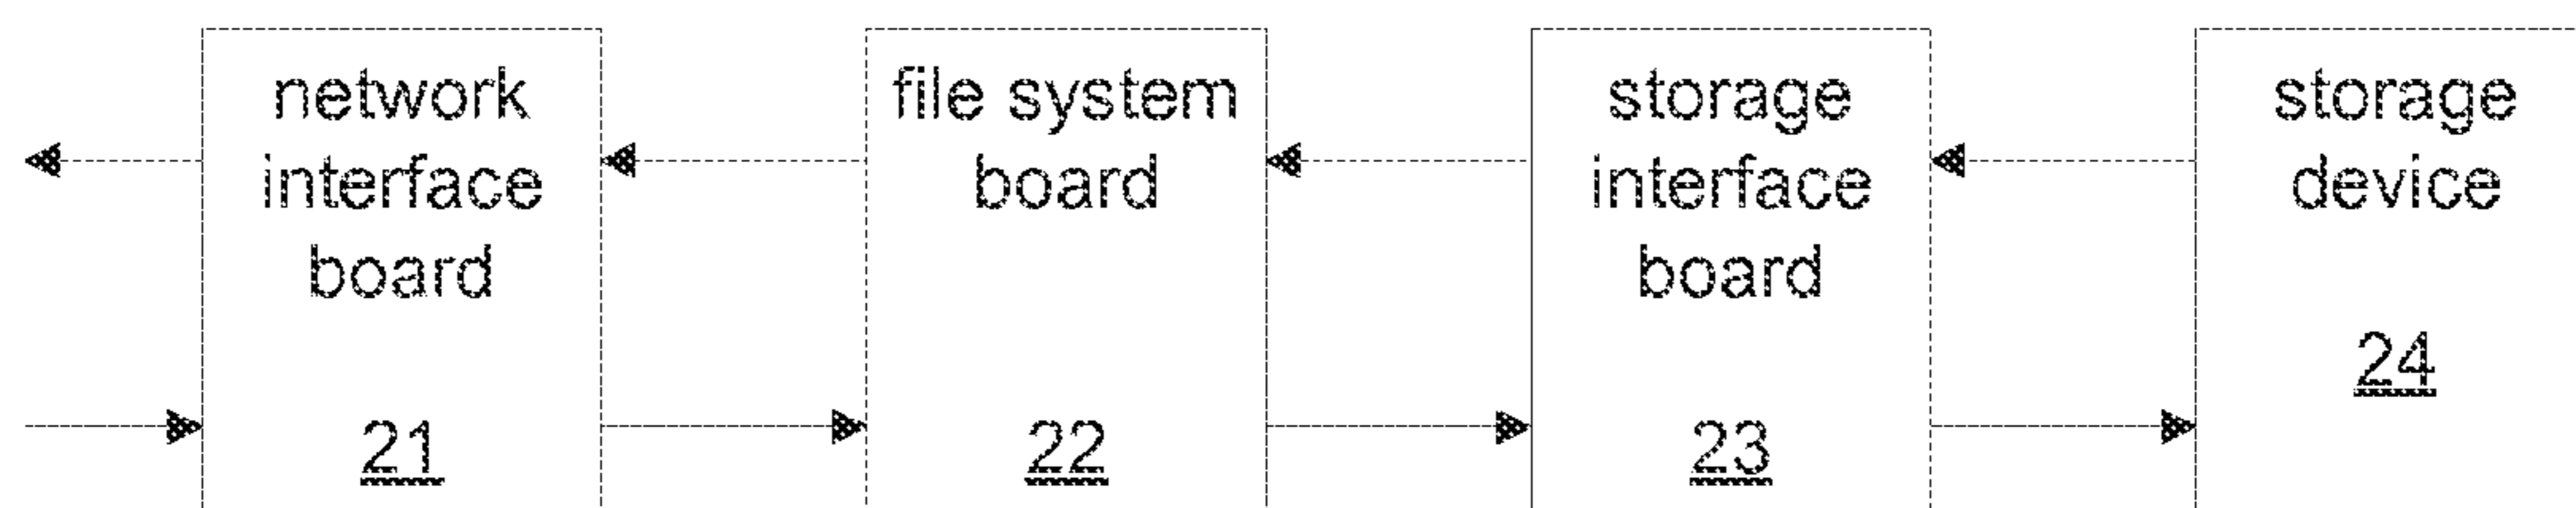 network
interface
board
21
file system
board
22
storage
interface
board
23
storage
device
24